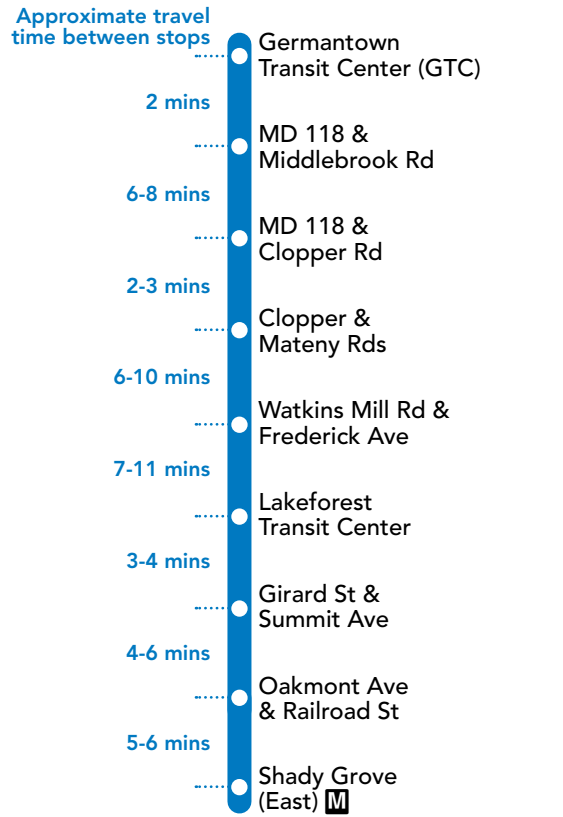 Approximate travel
time between stops
Germantown
Transit Center (GTC)
2 mins
MD 118 &
Middlebrook Rd
6-8 mins
MD 118 &
Clopper Rd
2-3 mins
Clopper &
Mateny Rds
6-10 mins
Watkins Mill Rd &
Frederick Ave
7-11 mins
Lakeforest
Transit Center
3-4 mins
Girard St &
Summit Ave
4-6 mins
Oakmont Ave
& Railroad St
5-6 mins
Shady Grove
(East) M